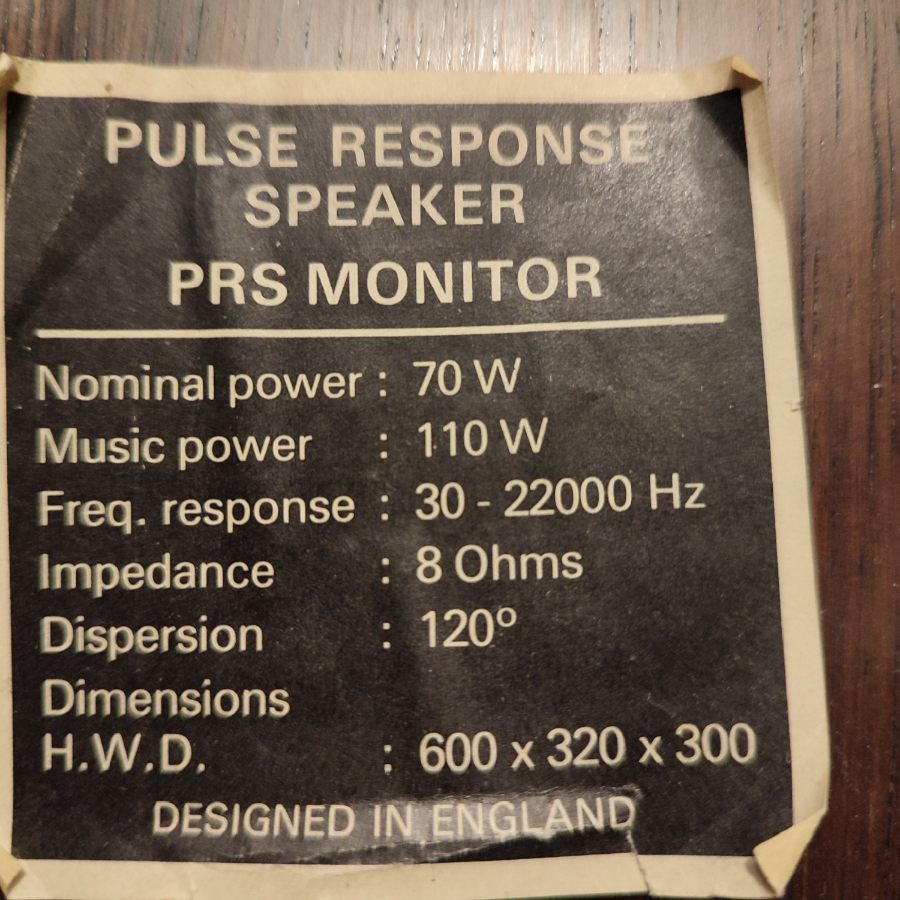 PULSE RESPONSE
SPEAKER
PRS MONITOR
Nominal power : 70 W
Music power : 110 W
Freq. response : 30 - 22000 Hz
Impedance : 8 Ohms
Dispersion : 120º
Dimensions
H.W.D. : 600 x 320 x 300
DESIGNED IN ENGLAND